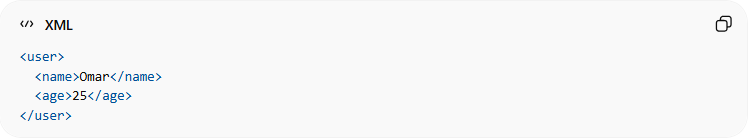 XML
<user>
  <name>Omar</name>
  <age>25</age>
</user>